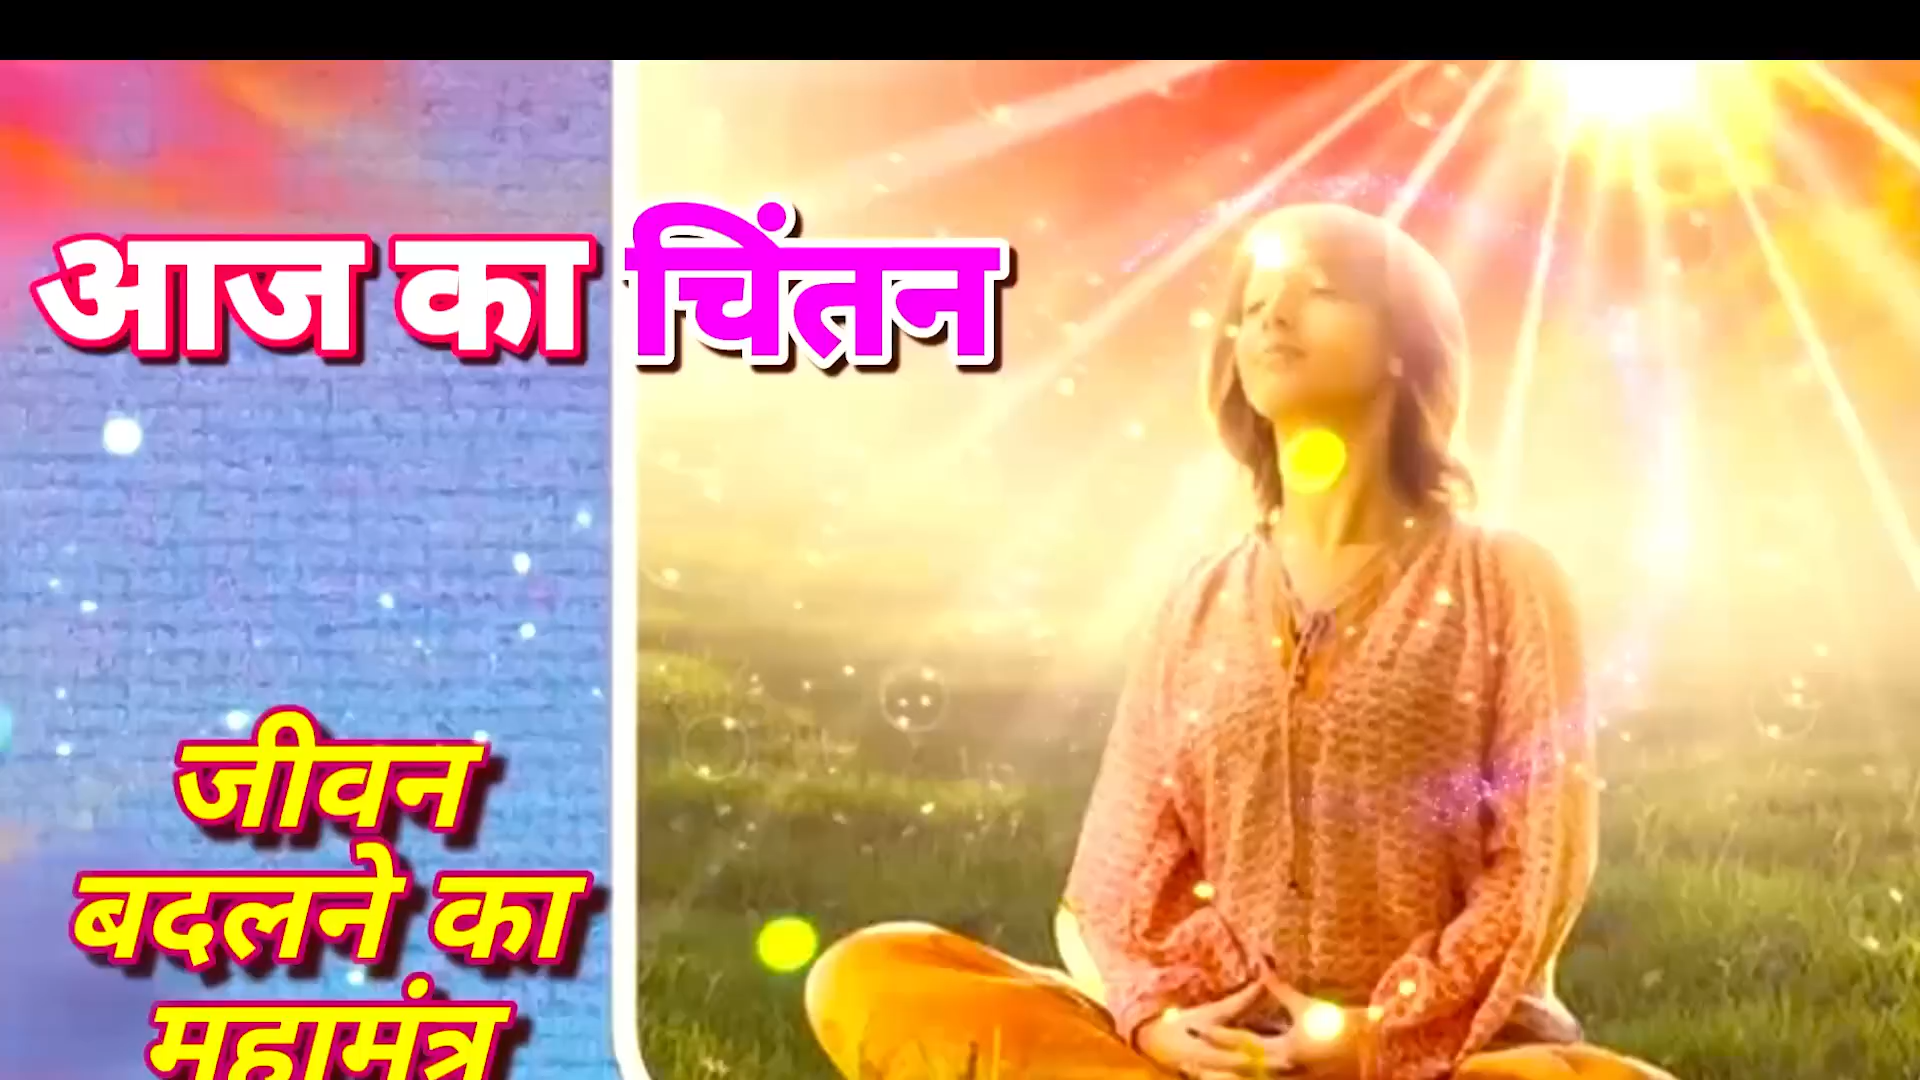 आज का चिंतन
जीवन
बदलने का
महामंत्र